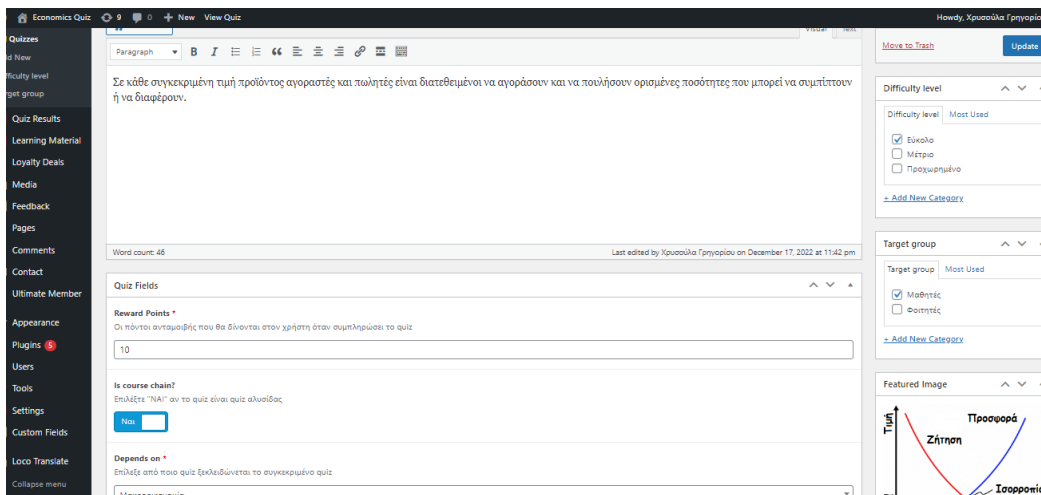 Economics Quiz 9 0 + New View Quiz Howdy, Χρυσούλα Γρηγορίο
Quizzes
d New
fficulty level
rget group
Quiz Results
Learning Material
Loyalty Deals
Media
Feedback
Pages
Comments
Contact
Ultimate Member
Appearance
Plugins 5
Users
Tools
Settings
Custom Fields
Loco Translate
Collapse menu
Visual Text
Paragraph
Σε κάθε συγκεκριμένη τιμή προϊόντος αγοραστές και πωλητές είναι διατεθειμένοι να αγοράσουν και να πουλήσουν ορισμένες ποσότητες που μπορεί να συμπίπτουν
ή να διαφέρουν.
Word count: 46 Last edited by Χρυσούλα Γρηγορίου on December 17, 2022 at 11:42 pm
Quiz Fields
Reward Points *
Οι πόντοι ανταμοιβής που θα δίνονται στον χρήστη όταν συμπληρώσει το quiz
10
Is course chain?
Επιλέξτε "ΝΑΙ" αν το quiz είναι quiz αλυσίδας
Ναι
Depends on *
Επίλεξε από ποιο quiz ξεκλειδώνεται το συγκεκριμένο quiz
Μακροοικονομία
Move to Trash Update
Difficulty level
Difficulty level Most Used
Εύκολο
Μέτριο
Προχωρημένο
+ Add New Category
Target group
Target group Most Used
Μαθητές
Φοιτητές
+ Add New Category
Featured Image
Τιμή
Προσφορά
Ζήτηση
Ισορροπία